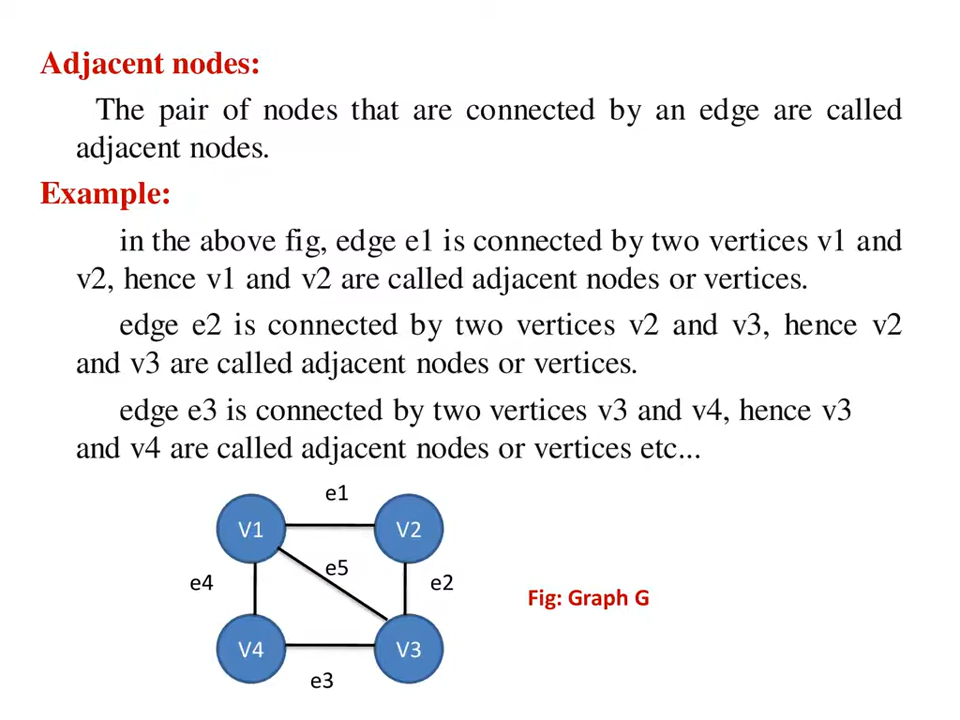 Adjacent nodes:
The pair of nodes that are connected by an edge are called
adjacent nodes.
Example:
in the above fig, edge e1 is connected by two vertices v1 and
v2, hence v1 and v2 are called adjacent nodes or vertices.
edge e2 is connected by two vertices v2 and v3, hence v2
and v3 are called adjacent nodes or vertices.
edge e3 is connected by two vertices v3 and v4, hence v3
and v4 are called adjacent nodes or vertices etc...
e1
V1
V2
e5
e4
e2
Fig: Graph G
V4
V3
e3